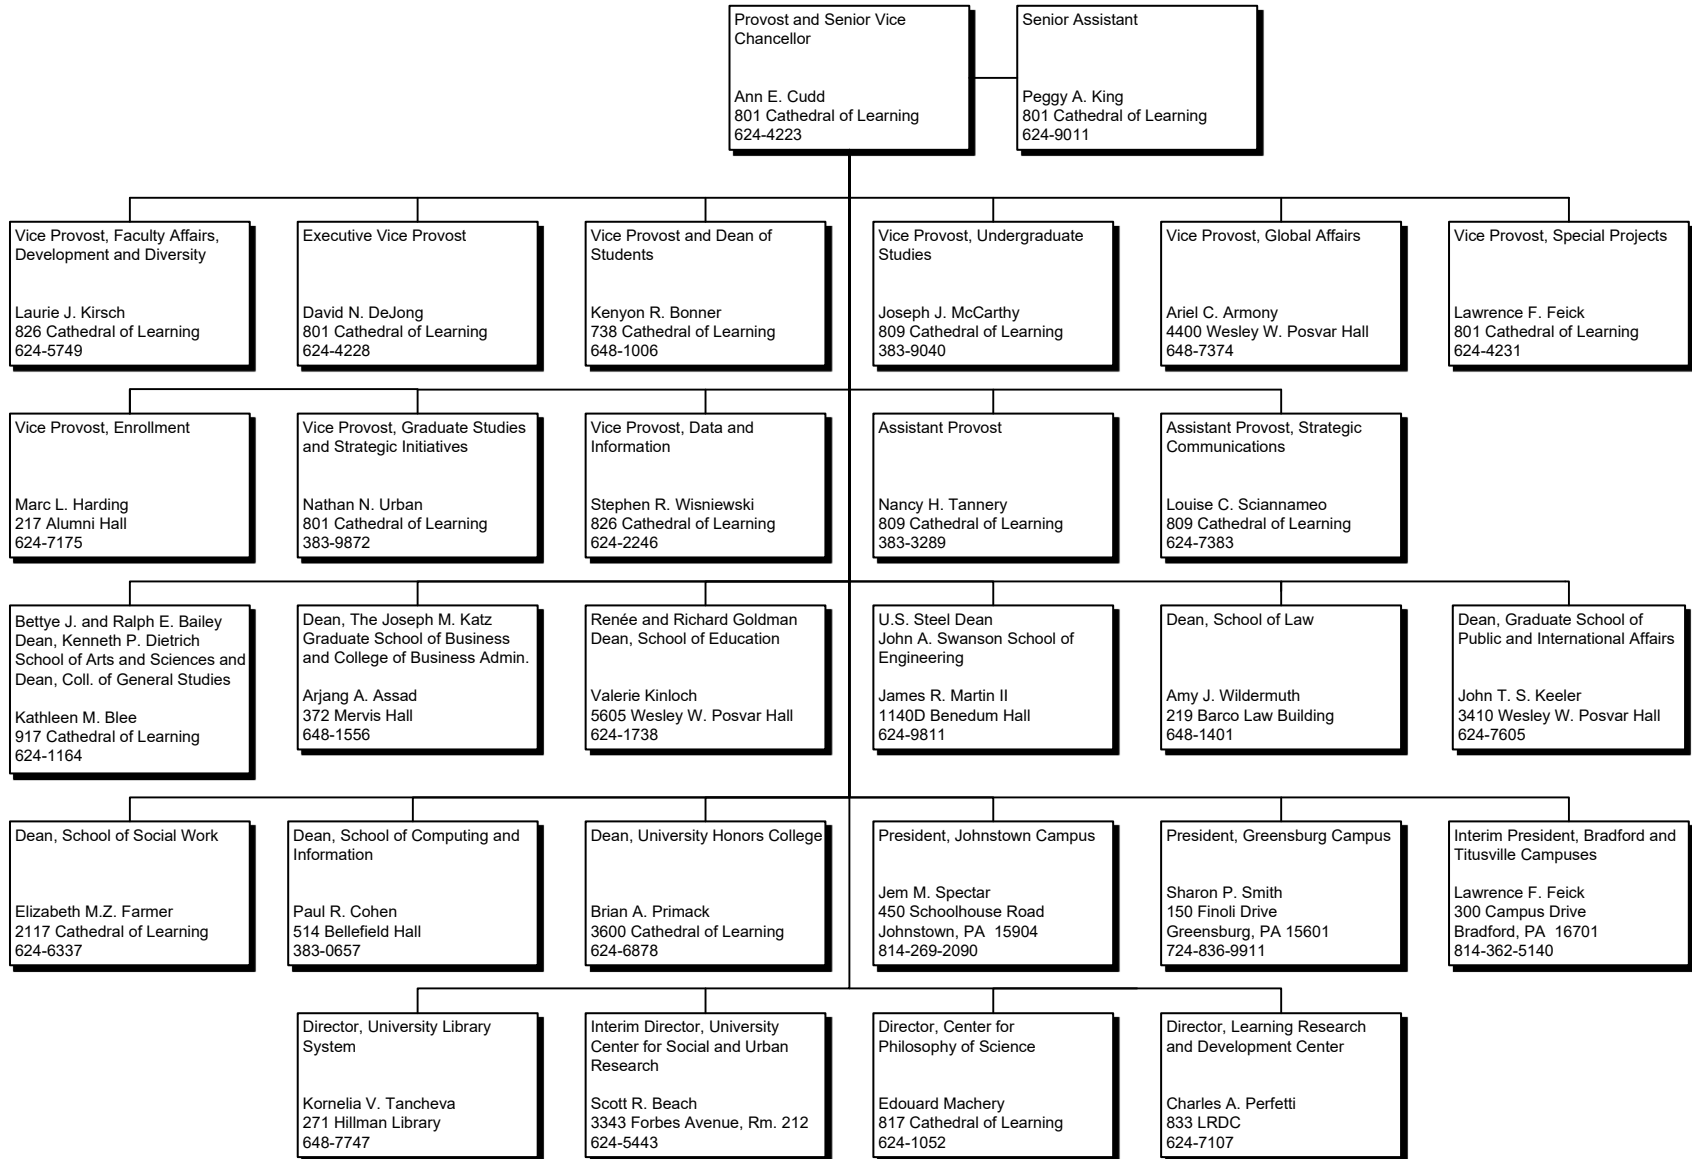 Provost and Senior Vice
Chancellor
Ann E. Cudd
801 Cathedral of Learning
624-4223
Senior Assistant
Peggy A. King
801 Cathedral of Learning
624-9011
Vice Provost, Faculty Affairs,
Development and Diversity
Laurie J. Kirsch
826 Cathedral of Learning
624-5749
Executive Vice Provost
David N. DeJong
801 Cathedral of Learning
624-4228
Vice Provost and Dean of
Students
Kenyon R. Bonner
738 Cathedral of Learning
648-1006
Vice Provost, Undergraduate
Studies
Joseph J. McCarthy
809 Cathedral of Learning
383-9040
Vice Provost, Global Affairs
Ariel C. Armony
4400 Wesley W. Posvar Hall
648-7374
Vice Provost, Special Projects
Lawrence F. Feick
801 Cathedral of Learning
624-4231
Vice Provost, Enrollment
Marc L. Harding
217 Alumni Hall
624-7175
Vice Provost, Graduate Studies
and Strategic Initiatives
Nathan N. Urban
801 Cathedral of Learning
383-9872
Vice Provost, Data and
Information
Stephen R. Wisniewski
826 Cathedral of Learning
624-2246
Assistant Provost
Nancy H. Tannery
809 Cathedral of Learning
383-3289
Assistant Provost, Strategic
Communications
Louise C. Sciannameo
809 Cathedral of Learning
624-7383
Bettye J. and Ralph E. Bailey
Dean, Kenneth P. Dietrich
School of Arts and Sciences and
Dean, Coll. of General Studies
Kathleen M. Blee
917 Cathedral of Learning
624-1164
Dean, The Joseph M. Katz
Graduate School of Business
and College of Business Admin.
Arjang A. Assad
372 Mervis Hall
648-1556
Renée and Richard Goldman
Dean, School of Education
Valerie Kinloch
5605 Wesley W. Posvar Hall
624-1738
U.S. Steel Dean
John A. Swanson School of
Engineering
James R. Martin II
1140D Benedum Hall
624-9811
Dean, School of Law
Amy J. Wildermuth
219 Barco Law Building
648-1401
Dean, Graduate School of
Public and International Affairs
John T. S. Keeler
3410 Wesley W. Posvar Hall
624-7605
Dean, School of Social Work
Elizabeth M.Z. Farmer
2117 Cathedral of Learning
624-6337
Dean, School of Computing and
Information
Paul R. Cohen
514 Bellefield Hall
383-0657
Dean, University Honors College
Brian A. Primack
3600 Cathedral of Learning
624-6878
President, Johnstown Campus
Jem M. Spectar
450 Schoolhouse Road
Johnstown, PA  15904
814-269-2090
President, Greensburg Campus
Sharon P. Smith
150 Finoli Drive
Greensburg, PA 15601
724-836-9911
Interim President, Bradford and
Titusville Campuses
Lawrence F. Feick
300 Campus Drive
Bradford, PA  16701
814-362-5140
Director, University Library
System
Kornelia V. Tancheva
271 Hillman Library
648-7747
Interim Director, University
Center for Social and Urban
Research
Scott R. Beach
3343 Forbes Avenue, Rm. 212
624-5443
Director, Center for
Philosophy of Science
Edouard Machery
817 Cathedral of Learning
624-1052
Director, Learning Research
and Development Center
Charles A. Perfetti
833 LRDC
624-7107